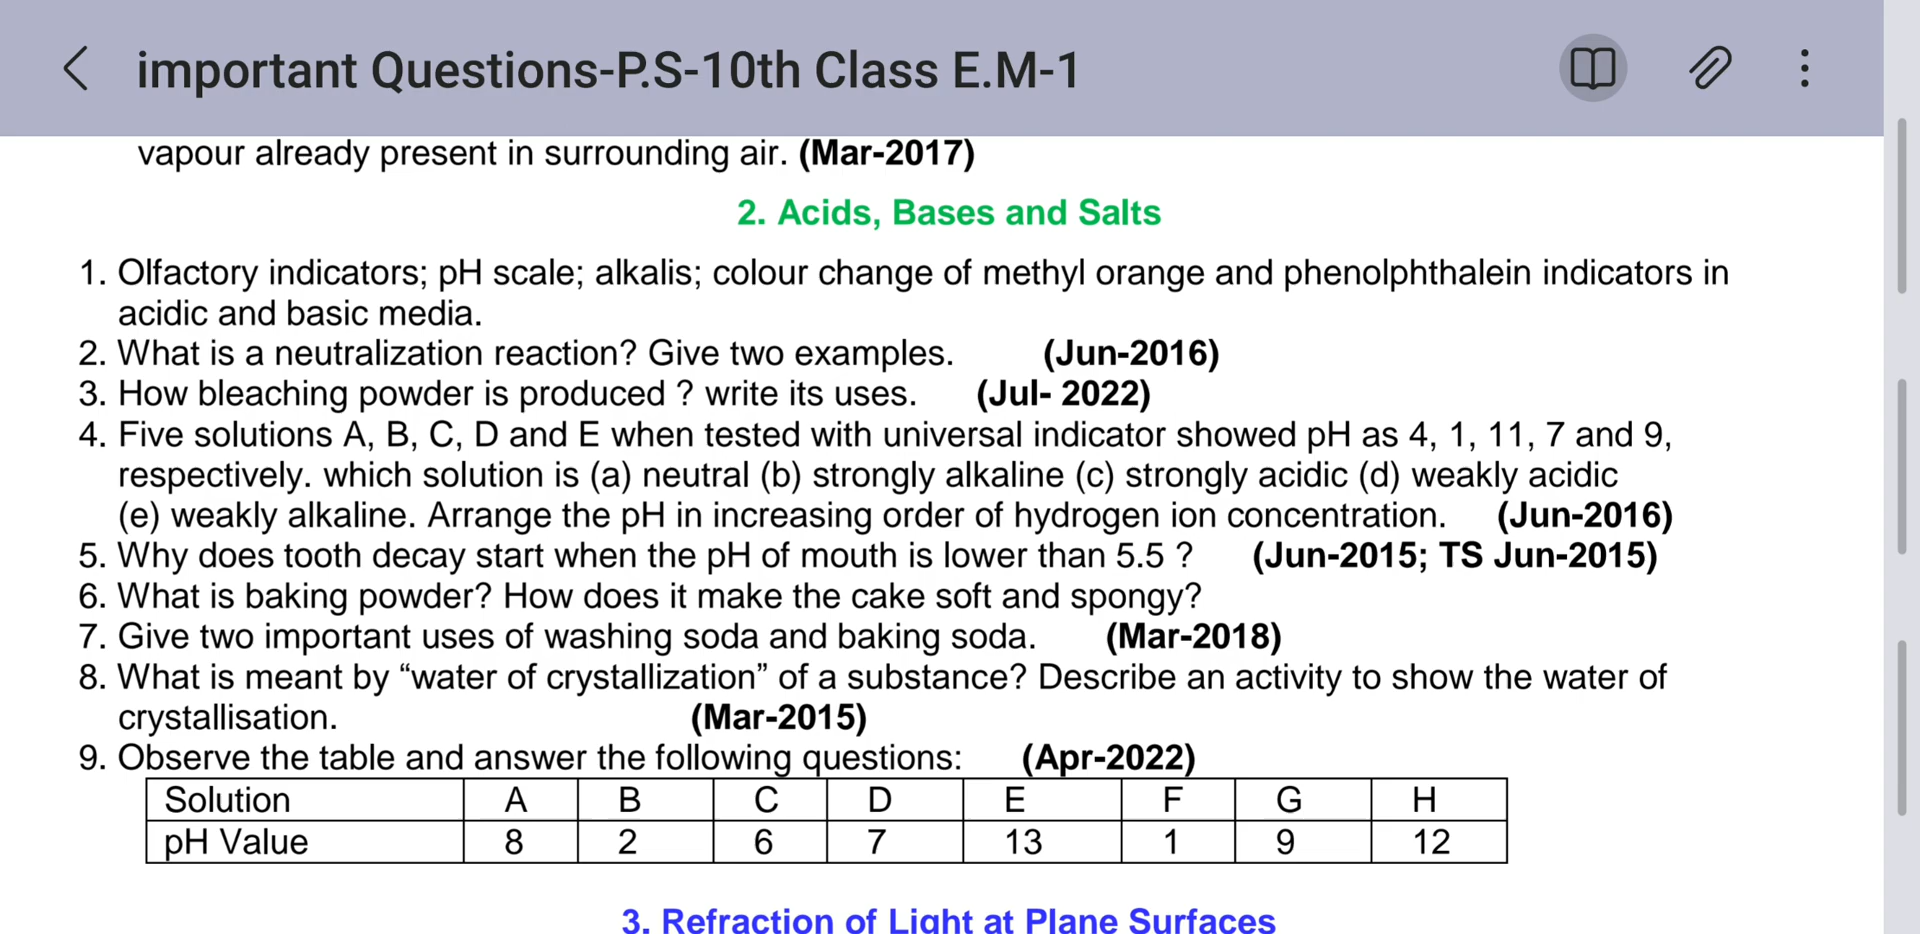 important Questions-P.S-10th Class E.M-1
vapour already present in surrounding air. (Mar-2017)
2. Acids, Bases and Salts
1. Olfactory indicators; pH scale; alkalis; colour change of methyl orange and phenolphthalein indicators in
acidic and basic media.
2. What is a neutralization reaction? Give two examples. (Jun-2016)
3. How bleaching powder is produced ? write its uses. (Jul- 2022)
4. Five solutions A, B, C, D and E when tested with universal indicator showed pH as 4, 1, 11, 7 and 9,
respectively. which solution is (a) neutral (b) strongly alkaline (c) strongly acidic (d) weakly acidic
(e) weakly alkaline. Arrange the pH in increasing order of hydrogen ion concentration. (Jun-2016)
5. Why does tooth decay start when the pH of mouth is lower than 5.5 ? (Jun-2015; TS Jun-2015)
6. What is baking powder? How does it make the cake soft and spongy?
7. Give two important uses of washing soda and baking soda. (Mar-2018)
8. What is meant by “water of crystallization” of a substance? Describe an activity to show the water of
crystallisation. (Mar-2015)
9. Observe the table and answer the following questions: (Apr-2022)
Solution A B C D E F G H
pH Value 8 2 6 7 13 1 9 12
3. Refraction of Light at Plane Surfaces